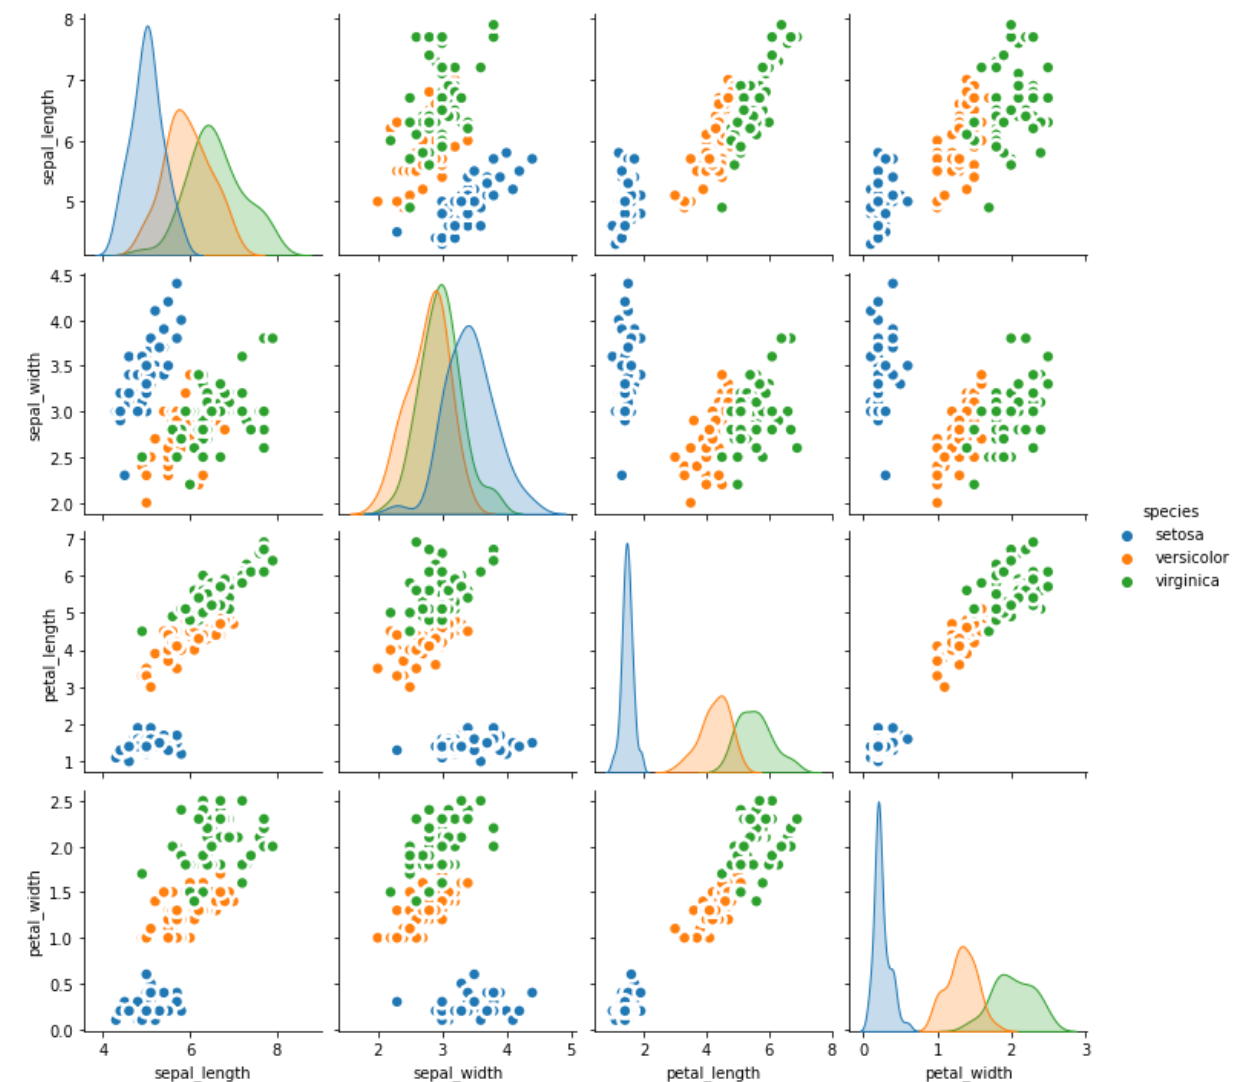 8
7
6
5
sepal_length
4.5
4.0
3.5
3.0
2.5
2.0
sepal_width
species
setosa
versicolor
virginica
7
6
5
4
3
2
1
petal_length
2.5
2.0
1.5
1.0
0.5
0.0
petal_width
4 6 8
2 3 4 5
2 4 6 8
0 1 2 3
sepal_length
sepal_width
petal_length
petal_width